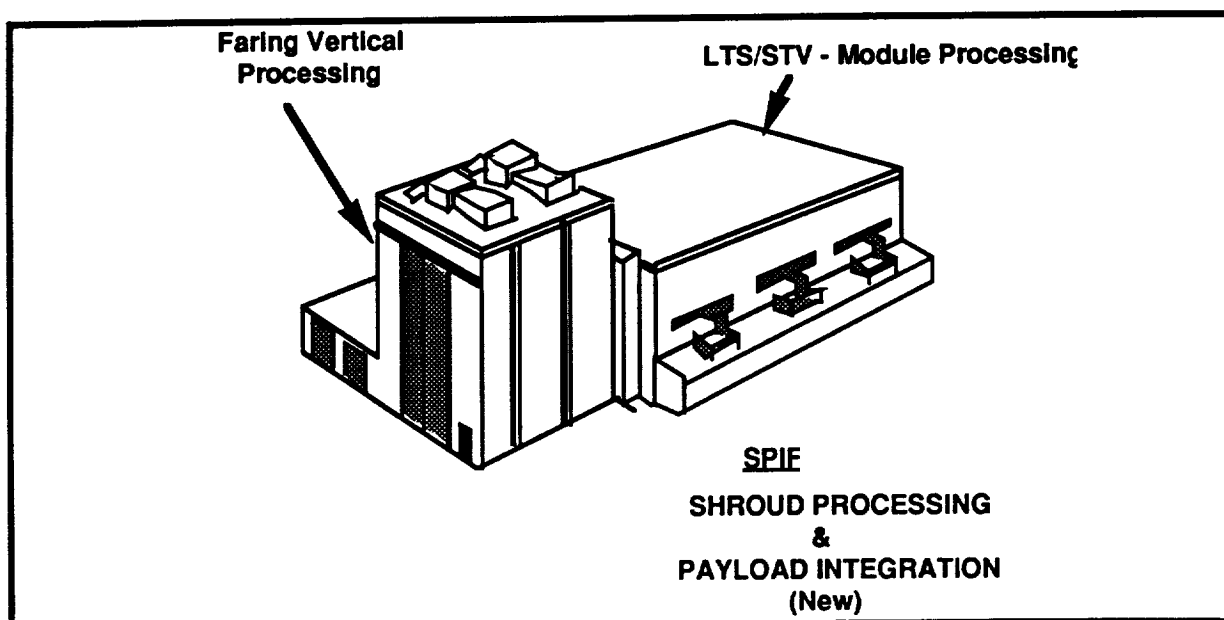 Faring Vertical
Processing
LTS/STV - Module Processing
SPIF
SHROUD PROCESSING
&
PAYLOAD INTEGRATION
(New)